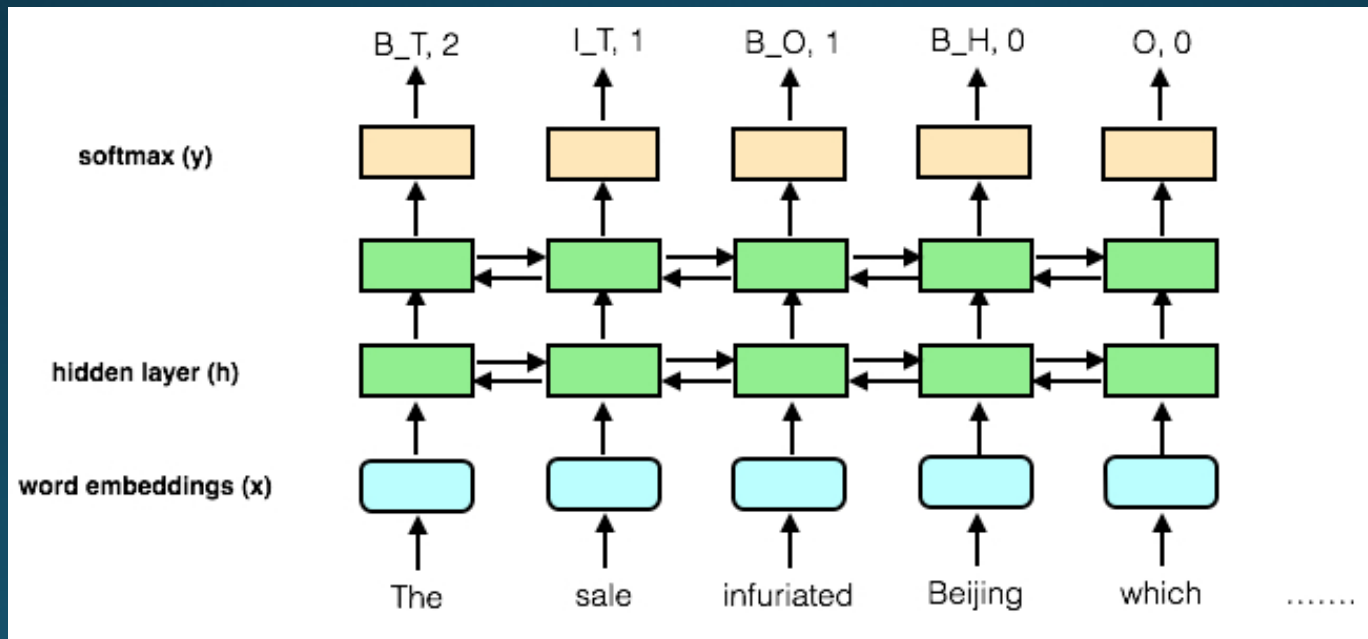 B_T, 2 I_T, 1 B_O, 1 B_H, 0 O, 0
softmax (y)
hidden layer (h)
word embeddings (x)
The sale infuriated Beijing which .......